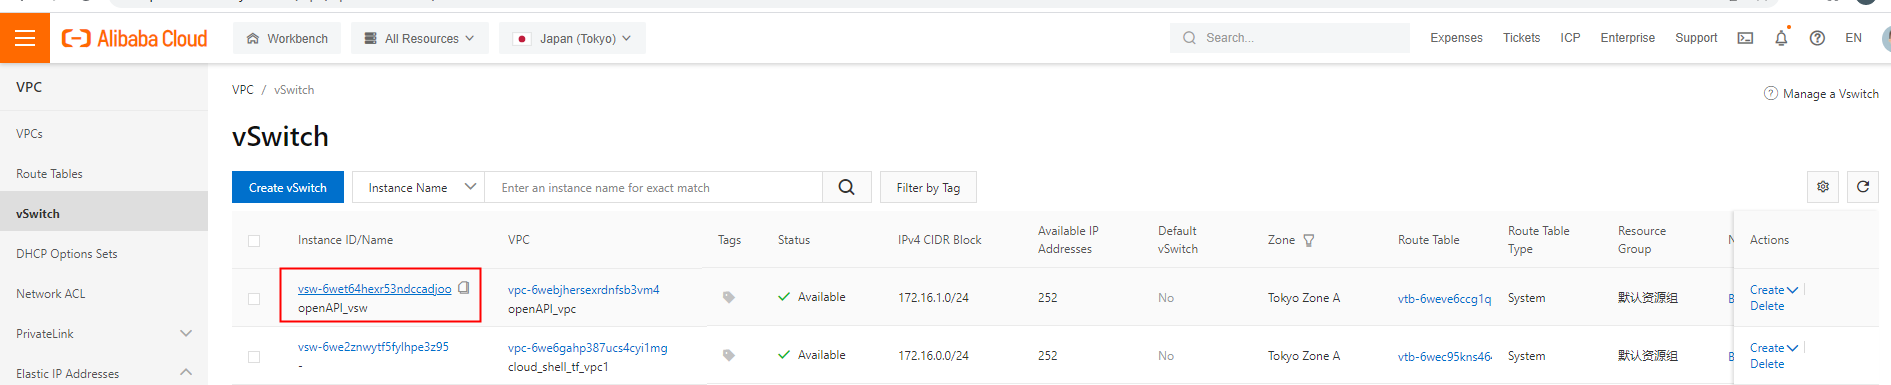 Alibaba Cloud
Workbench
All Resources
Japan (Tokyo)
Search...
Expenses
Tickets
ICP
Enterprise
Support
EN
VPC
VPCs
Route Tables
vSwitch
DHCP Options Sets
Network ACL
PrivateLink
Elastic IP Addresses
VPC / vSwitch
Manage a Vswitch
vSwitch
Create vSwitch
Instance Name
Enter an instance name for exact match
Filter by Tag
Instance ID/Name
VPC
Tags
Status
IPv4 CIDR Block
Available IP
Addresses
Default
vSwitch
Zone
Route Table
Route Table
Type
Resource
Group
Actions
vsw-6wet64hexr53ndccadjoo
openAPI_vsw
vpc-6webjhersexrdnfsb3vm4
openAPI_vpc
Available
172.16.1.0/24
252
No
Tokyo Zone A
vtb-6weve6ccg1q
System
默认资源组
Create
Delete
vsw-6we2znwytf5fylhpe3z95
-
vpc-6we6gahp387ucs4cyi1mg
cloud_shell_tf_vpc1
Available
172.16.0.0/24
252
No
Tokyo Zone A
vtb-6wec95kns464
System
默认资源组
Create
Delete